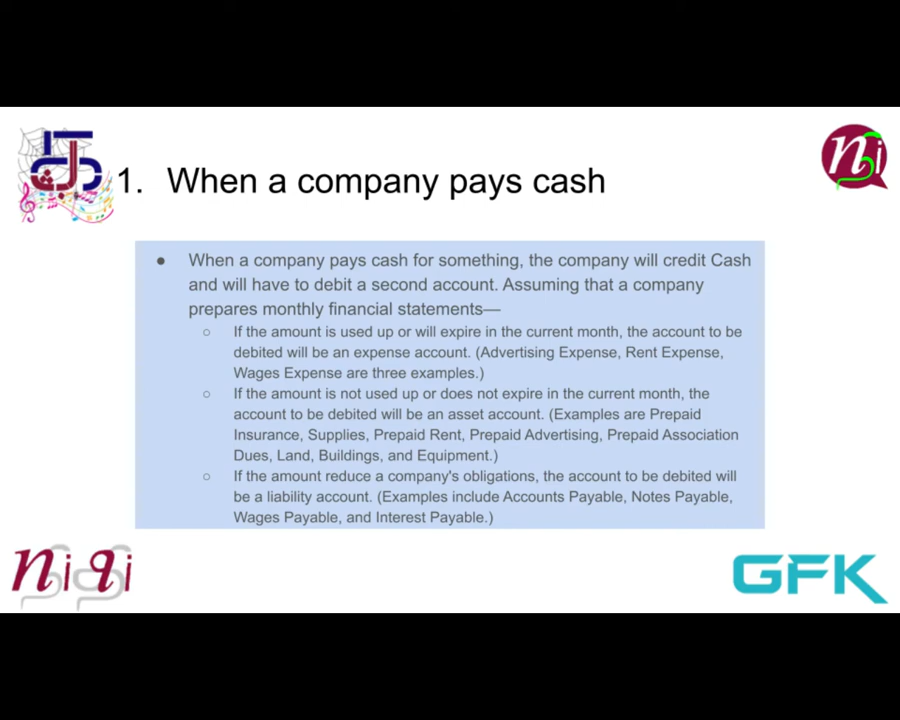 1. When a company pays cash
● When a company pays cash for something, the company will credit Cash
and will have to debit a second account. Assuming that a company
prepares monthly financial statements—
○ If the amount is used up or will expire in the current month, the account to be
debited will be an expense account. (Advertising Expense, Rent Expense,
Wages Expense are three examples.)
○ If the amount is not used up or does not expire in the current month, the
account to be debited will be an asset account. (Examples are Prepaid
Insurance, Supplies, Prepaid Rent, Prepaid Advertising, Prepaid Association
Dues, Land, Buildings, and Equipment.)
○ If the amount reduce a company's obligations, the account to be debited will
be a liability account. (Examples include Accounts Payable, Notes Payable,
Wages Payable, and Interest Payable.)
niqi
GFK